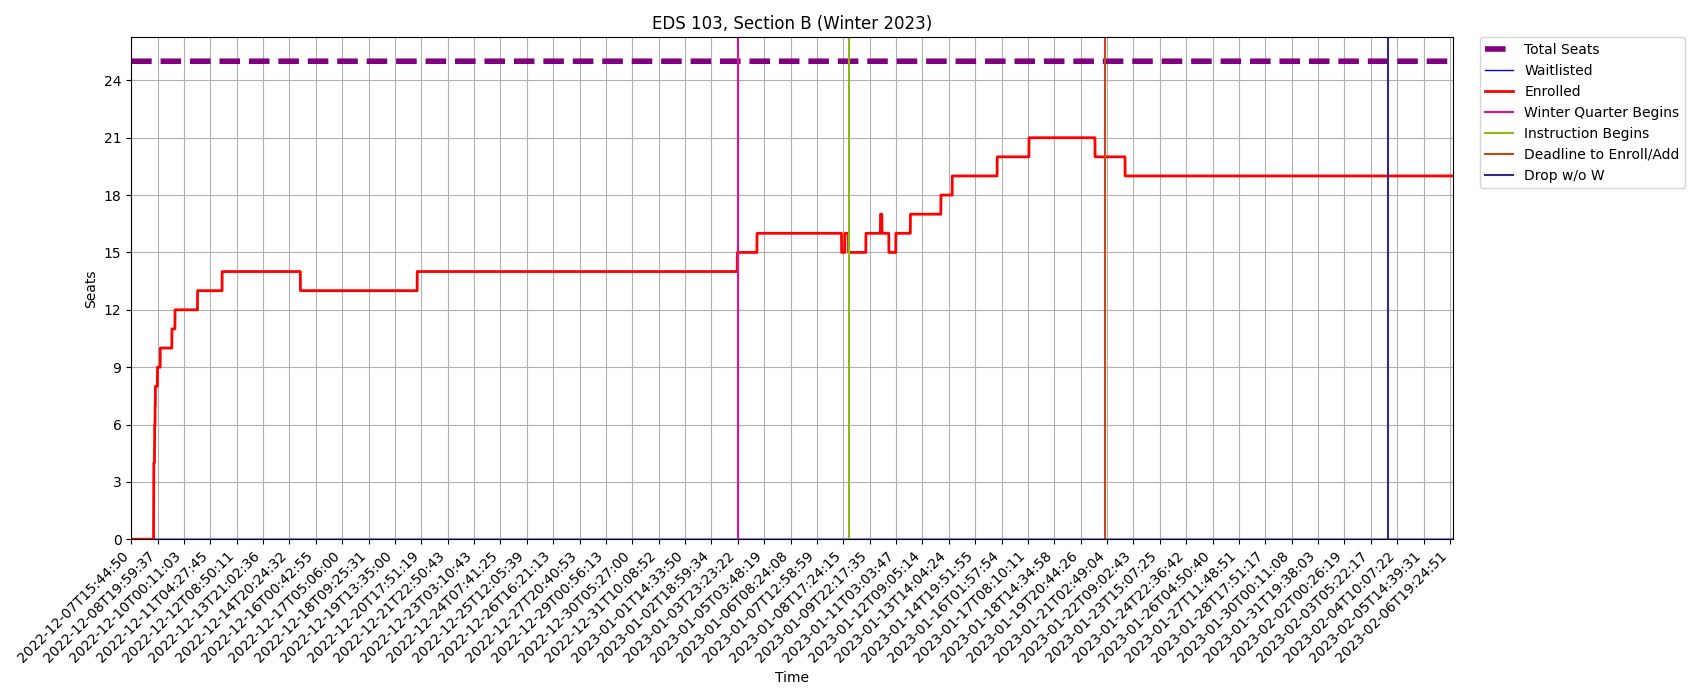 EDS 103, Section B (Winter 2023)
Total Seats
Waitlisted
Enrolled
Winter Quarter Begins
Instruction Begins
Deadline to Enroll/Add
Drop w/o W
Seats
24
21
18
15
12
9
6
3
0
2022-12-07T15:44:50
2022-12-08T19:59:37
2022-12-10T00:11:03
2022-12-11T04:27:45
2022-12-12T08:50:11
2022-12-13T21:02:36
2022-12-14T20:24:32
2022-12-16T00:42:55
2022-12-17T05:06:00
2022-12-18T09:25:31
2022-12-19T13:35:00
2022-12-20T17:51:19
2022-12-21T22:50:43
2022-12-23T03:10:43
2022-12-24T07:41:25
2022-12-25T12:05:39
2022-12-26T16:21:13
2022-12-27T20:40:53
2022-12-29T00:56:13
2022-12-30T05:27:00
2022-12-31T10:08:52
2023-01-01T14:33:50
2023-01-02T18:59:34
2023-01-03T23:23:22
2023-01-05T03:48:19
2023-01-06T08:24:08
2023-01-07T12:58:59
2023-01-08T17:24:15
2023-01-09T22:17:35
2023-01-11T03:03:47
2023-01-12T09:05:14
2023-01-13T14:04:24
2023-01-14T19:51:55
2023-01-16T01:57:54
2023-01-17T08:10:11
2023-01-18T14:34:58
2023-01-19T20:44:26
2023-01-21T02:49:04
2023-01-22T09:02:43
2023-01-23T15:07:25
2023-01-24T22:36:42
2023-01-26T04:50:40
2023-01-27T11:48:51
2023-01-28T17:51:17
2023-01-30T00:11:08
2023-01-31T19:38:03
2023-02-02T00:26:19
2023-02-03T05:22:17
2023-02-04T10:07:22
2023-02-05T14:39:31
2023-02-06T19:24:51
Time